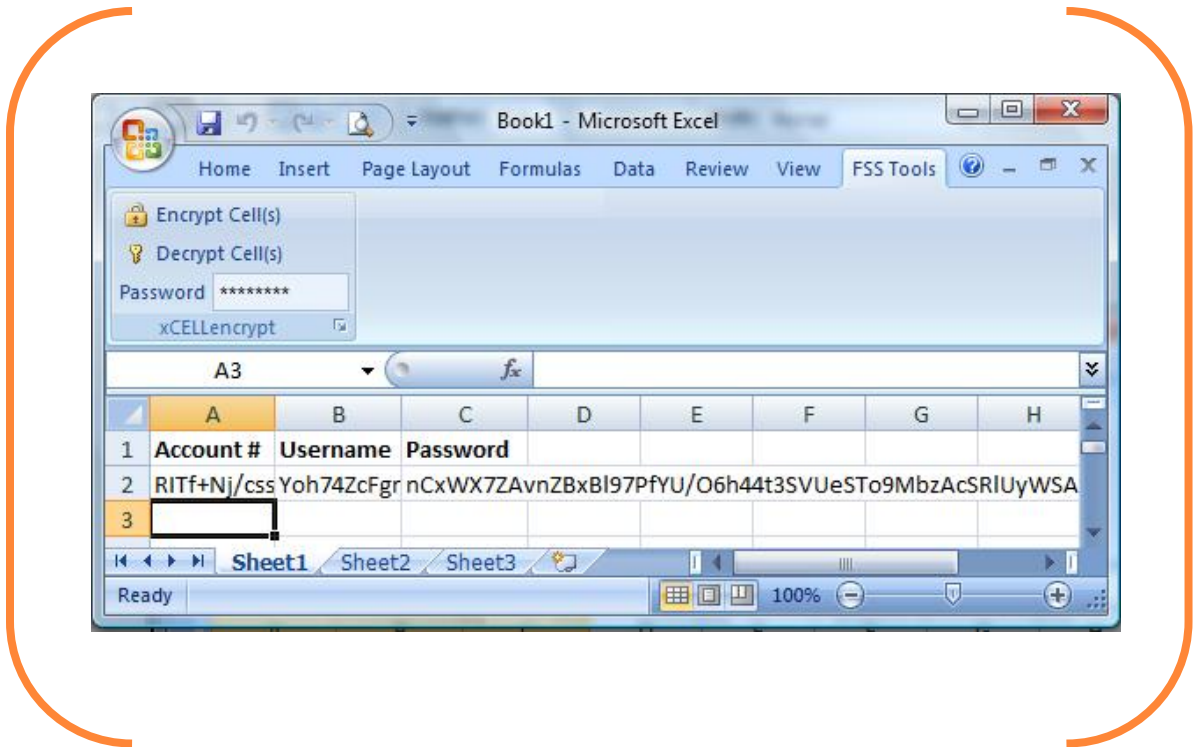 Book1 - Microsoft Excel
Home Insert Page Layout Formulas Data Review View FSS Tools
Encrypt Cell(s)
Decrypt Cell(s)
Password ********
xCELLencrypt
A3 fx
A B C D E F G H
1 Account # Username Password
2 RITf+Nj/css Yoh74ZcFgr nCxWX7ZAvnZBxBl97PfYU/O6h44t3SVUeSTo9MbzAcSRlUyWSA
3
Sheet1 Sheet2 Sheet3
Ready 100%